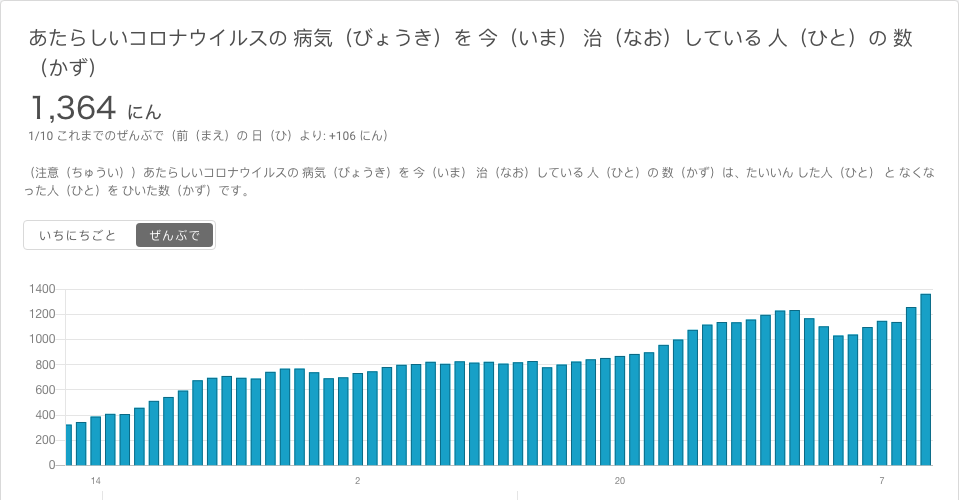 あたらしいコロナウイルスの 病気（びょうき）を 今（いま） 治（なお）している 人（ひと）の 数
（かず）
1,364 にん
1/10 これまでのぜんぶで（前（まえ）の 日（ひ）より: +106 にん）
（注意（ちゅうい））あたらしいコロナウイルスの 病気（びょうき）を 今（いま） 治（なお）している 人（ひと）の 数（かず）は、たいいん した人（ひと） と なくな
った人（ひと）を ひいた数（かず）です。
いちにちごと ぜんぶで
1400
1200
1000
800
600
400
200
0
14 2 20 7